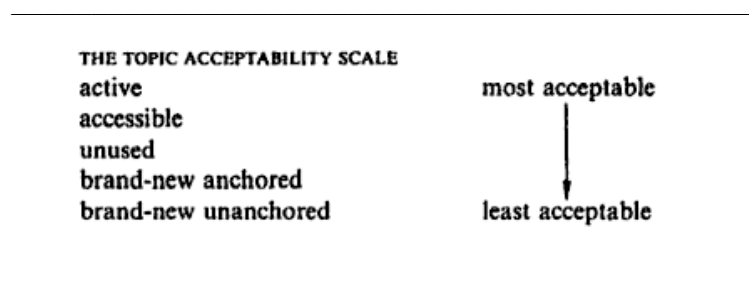 THE TOPIC ACCEPTABILITY SCALE
active most acceptable
accessible
unused
brand-new anchored
brand-new unanchored least acceptable